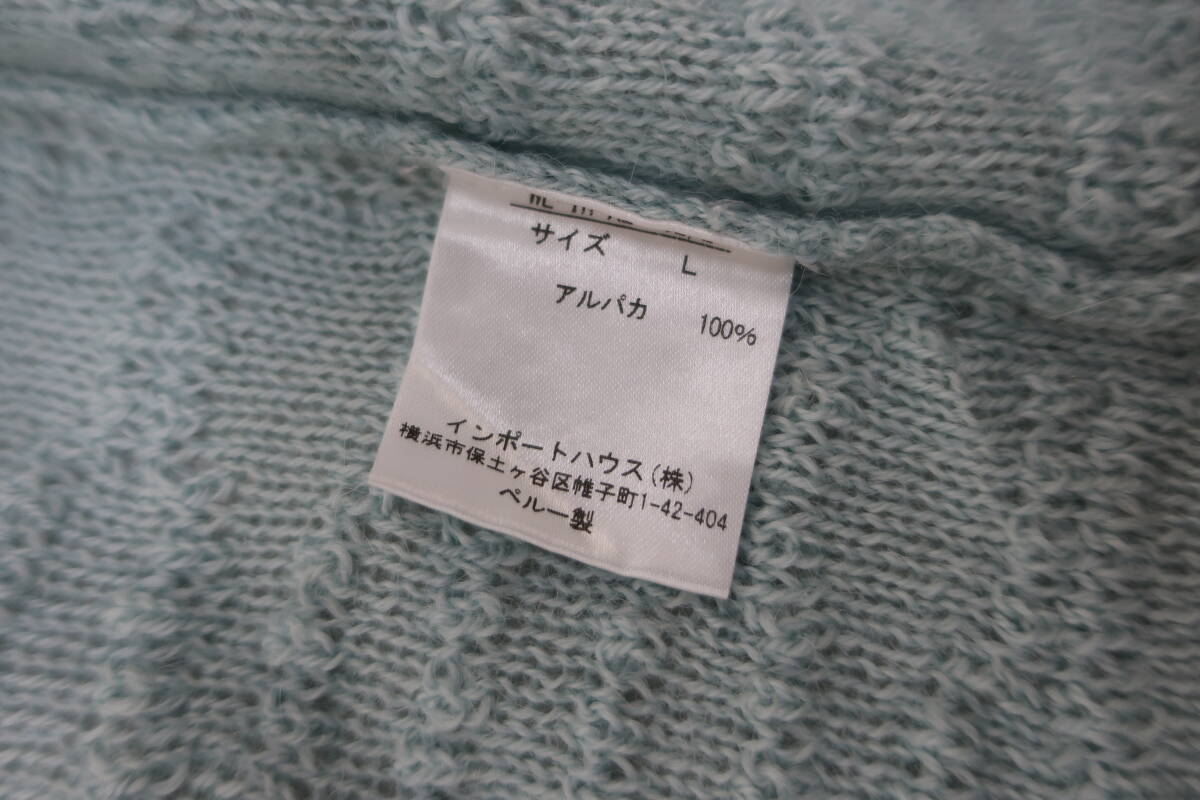 サイズ L
アルパカ 100%
インポートハウス(株)
横浜市保土ヶ谷区帷子町1-42-404
ペルー製